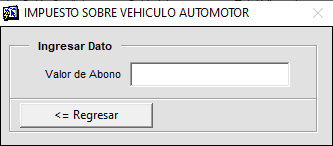 IMPUESTO SOBRE VEHICULO AUTOMOTOR
Ingresar Dato
Valor de Abono
<= Regresar